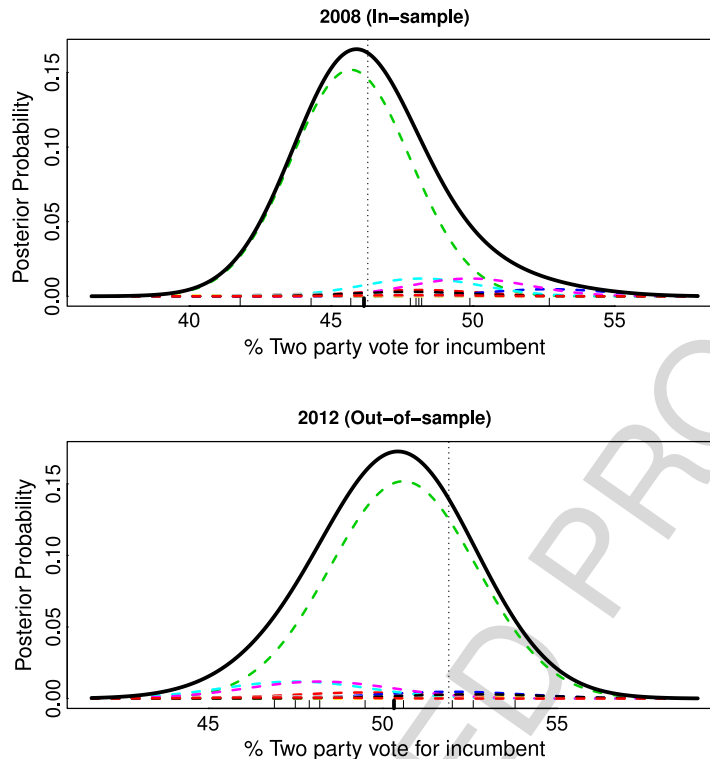 2008 (In−sample)
Posterior Probability
0.15
0.10
0.05
0.00
40 45 50 55
% Two party vote for incumbent
2012 (Out−of−sample)
Posterior Probability
0.15
0.10
0.05
0.00
45 50 55
% Two party vote for incumbent
ED PRO